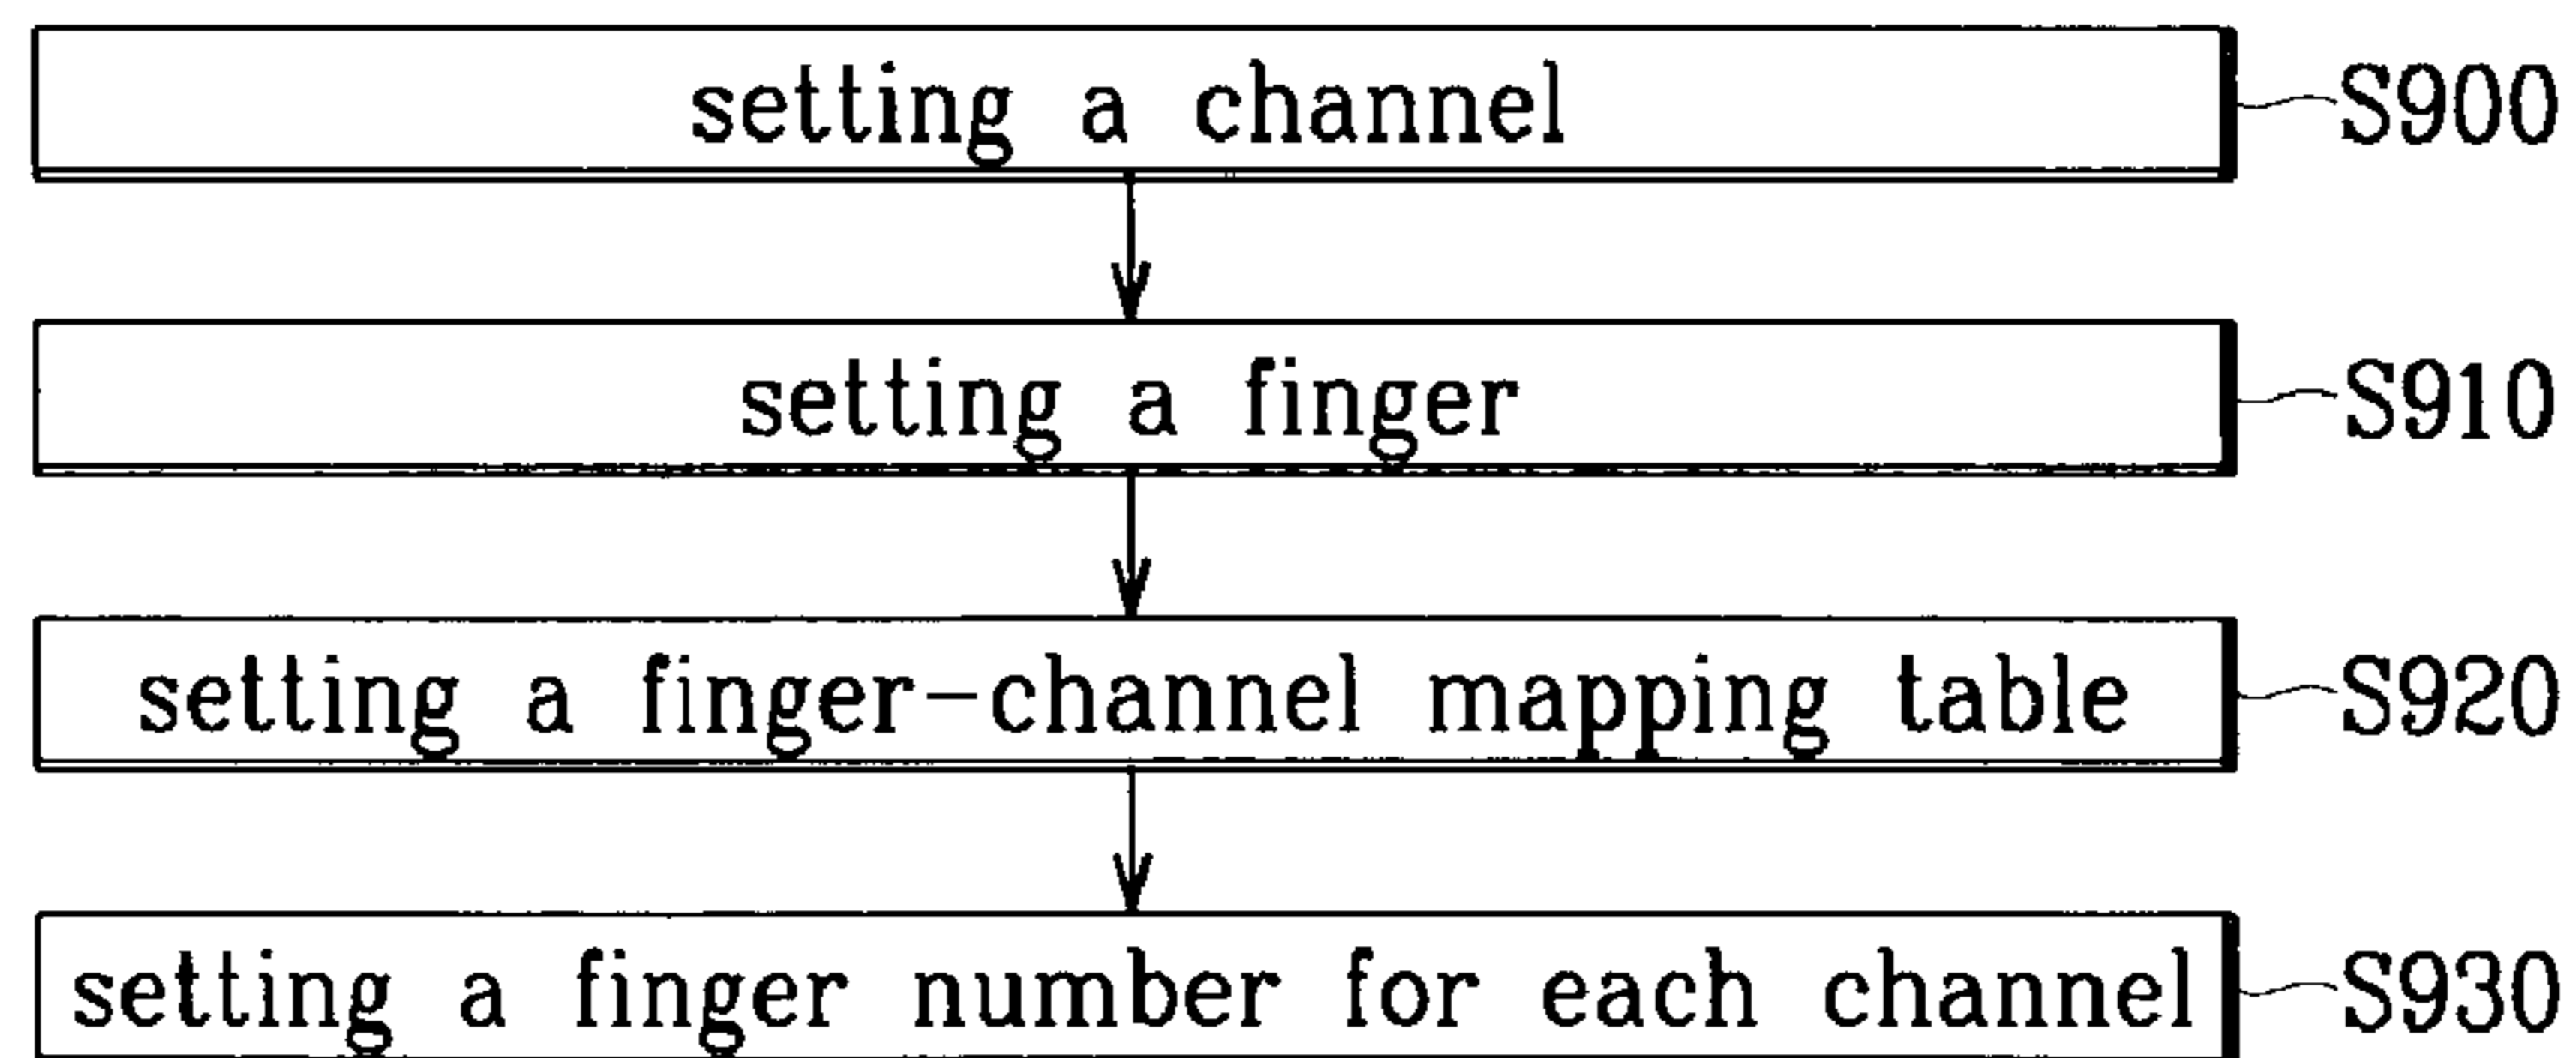 setting a channel S900
setting a finger S910
setting a finger-channel mapping table S920
setting a finger number for each channel S930